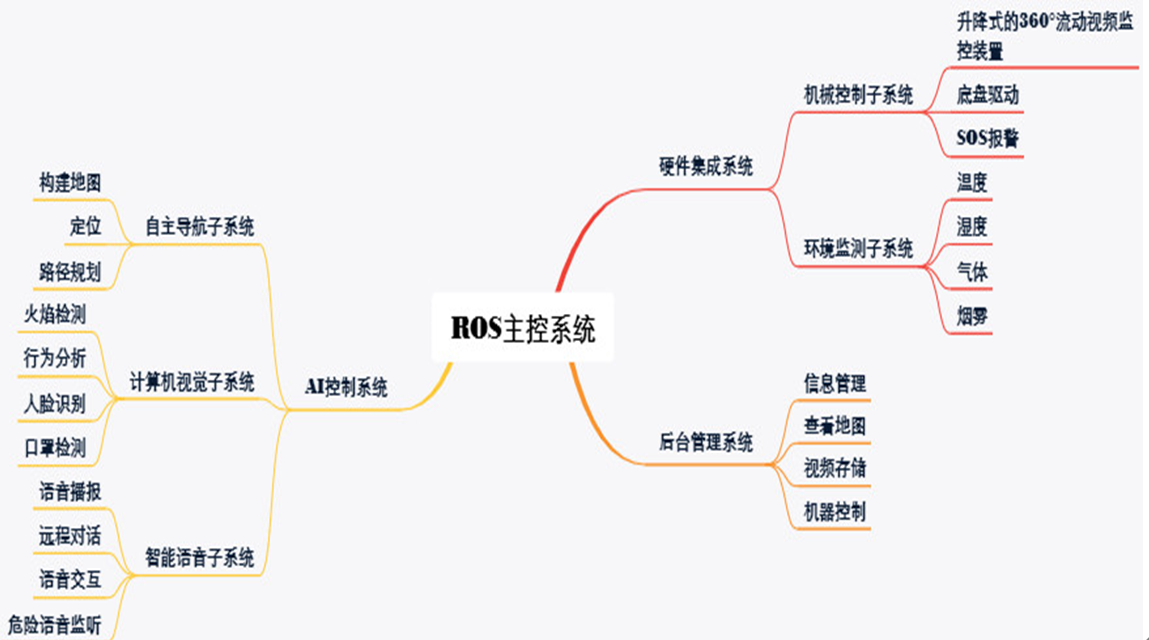 ROS主控系统
硬件集成系统
机械控制子系统
升降式的360°流动视频监
控装置
底盘驱动
SOS报警
环境监测子系统
温度
湿度
气体
烟雾
后台管理系统
信息管理
查看地图
视频存储
机器控制
AI控制系统
自主导航子系统
构建地图
定位
路径规划
计算机视觉子系统
火焰检测
行为分析
人脸识别
口罩检测
智能语音子系统
语音播报
远程对话
语音交互
危险语音监听